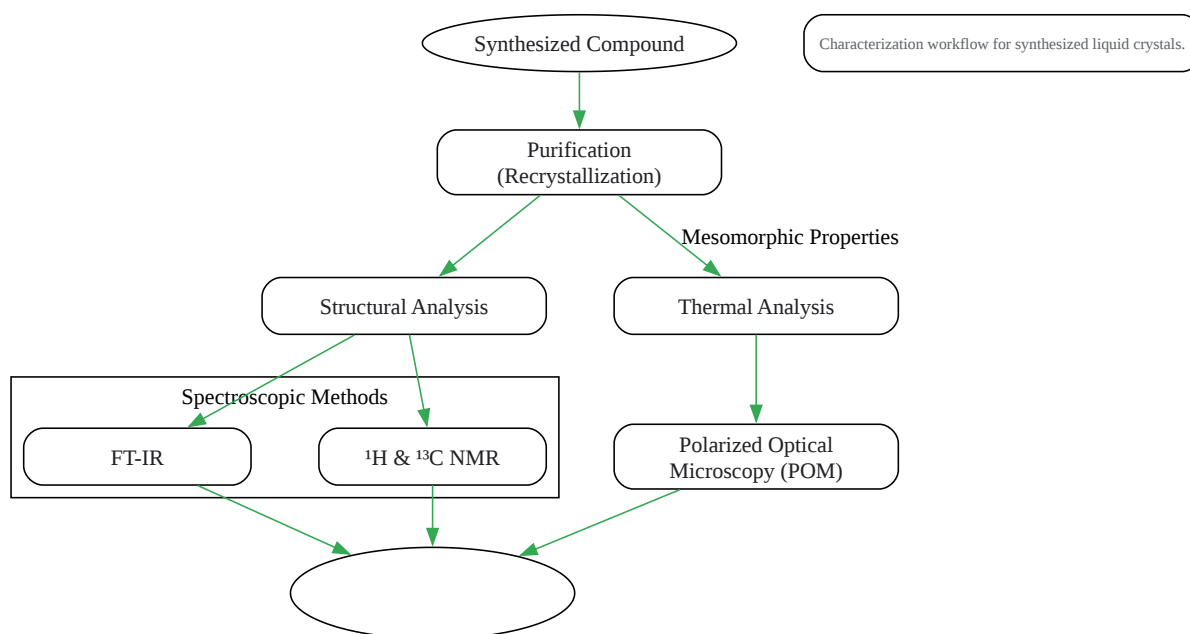 Synthesized Compound
Characterization workflow for synthesized liquid crystals.
Purification
(Recrystallization)
Mesomorphic Properties
Structural Analysis
Thermal Analysis
Spectroscopic Methods
FT-IR
¹H & ¹³C NMR
Polarized Optical
Microscopy (POM)